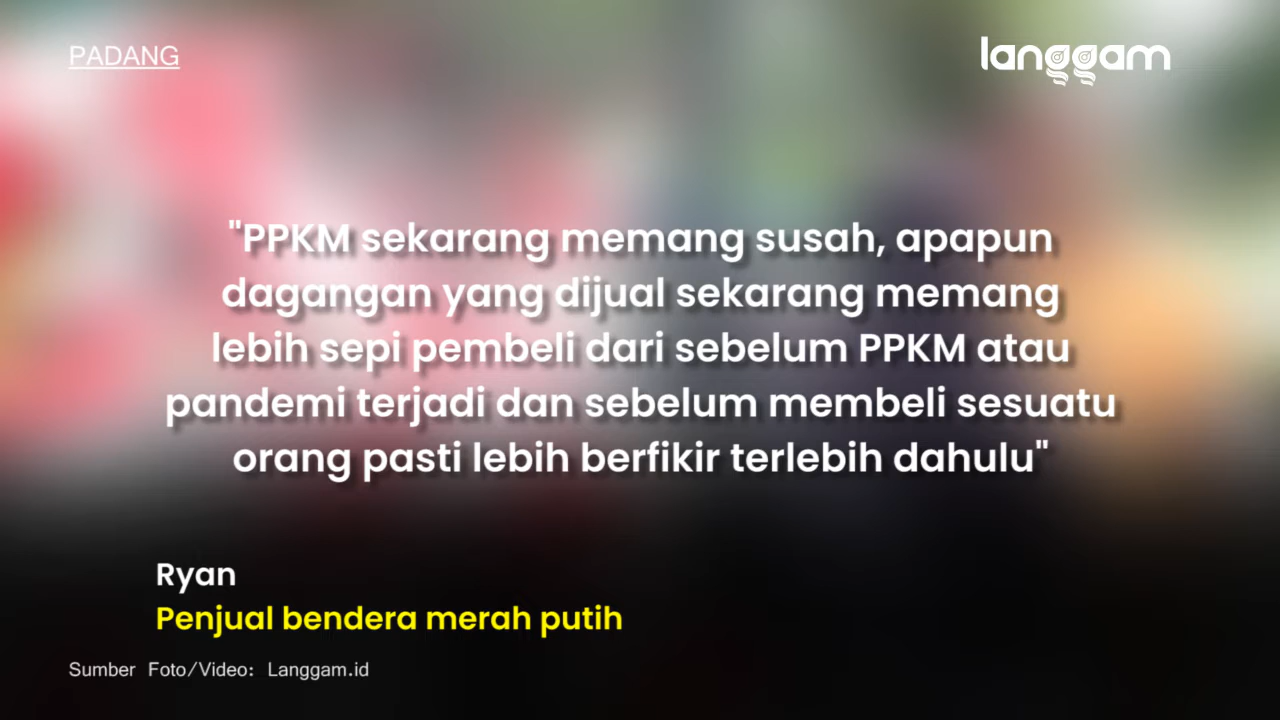 PADANG
langgam
"PPKM sekarang memang susah, apapun
dagangan yang dijual sekarang memang
lebih sepi pembeli dari sebelum PPKM atau
pandemi terjadi dan sebelum membeli sesuatu
orang pasti lebih berfikir terlebih dahulu"
Ryan
Penjual bendera merah putih
Sumber Foto/Video: Langgam.id